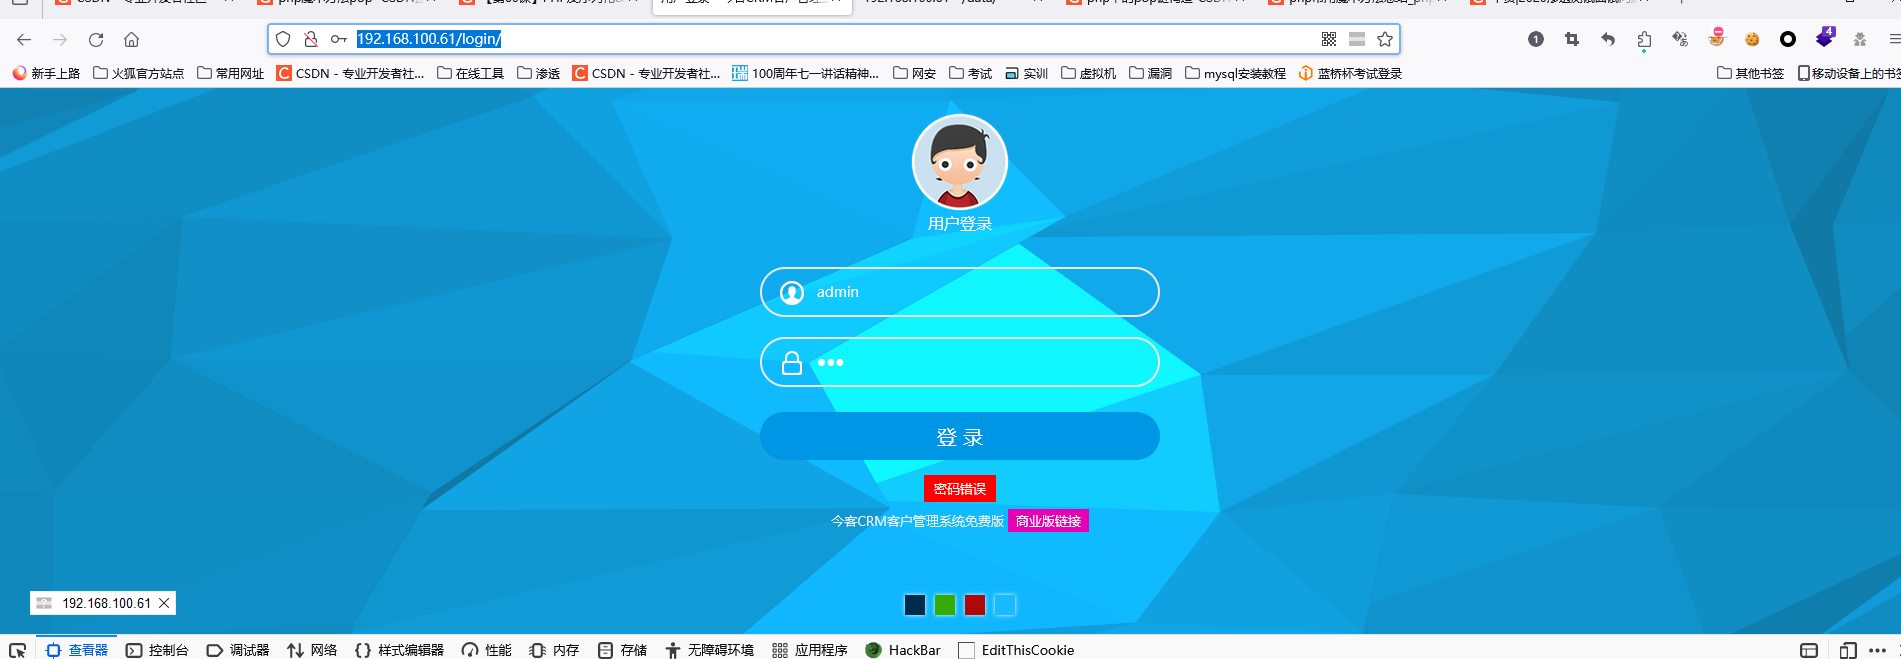 192.168.100.61/login/
1
4
新手上路 火狐官方站点 常用网址 CSDN - 专业开发者社... 在线工具 渗透 CSDN - 专业开发者社... 100周年七一讲话精神... 网安 考试 实训 虚拟机 漏洞 mysql安装教程 蓝桥杯考试登录 其他书签 移动设备上的书签
用户登录
admin
登 录
密码错误
今客CRM客户管理系统免费版 商业版链接
192.168.100.61
查看器 控制台 调试器 网络 样式编辑器 性能 内存 存储 无障碍环境 应用程序 HackBar EditThisCookie